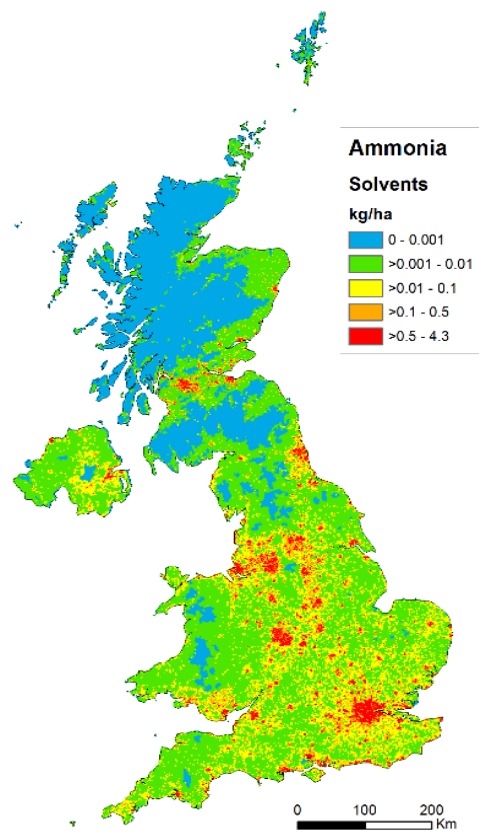 Ammonia
Solvents
kg/ha
0 - 0.001
>0.001 - 0.01
>0.01 - 0.1
>0.1 - 0.5
>0.5 - 4.3
0 100 200
Km